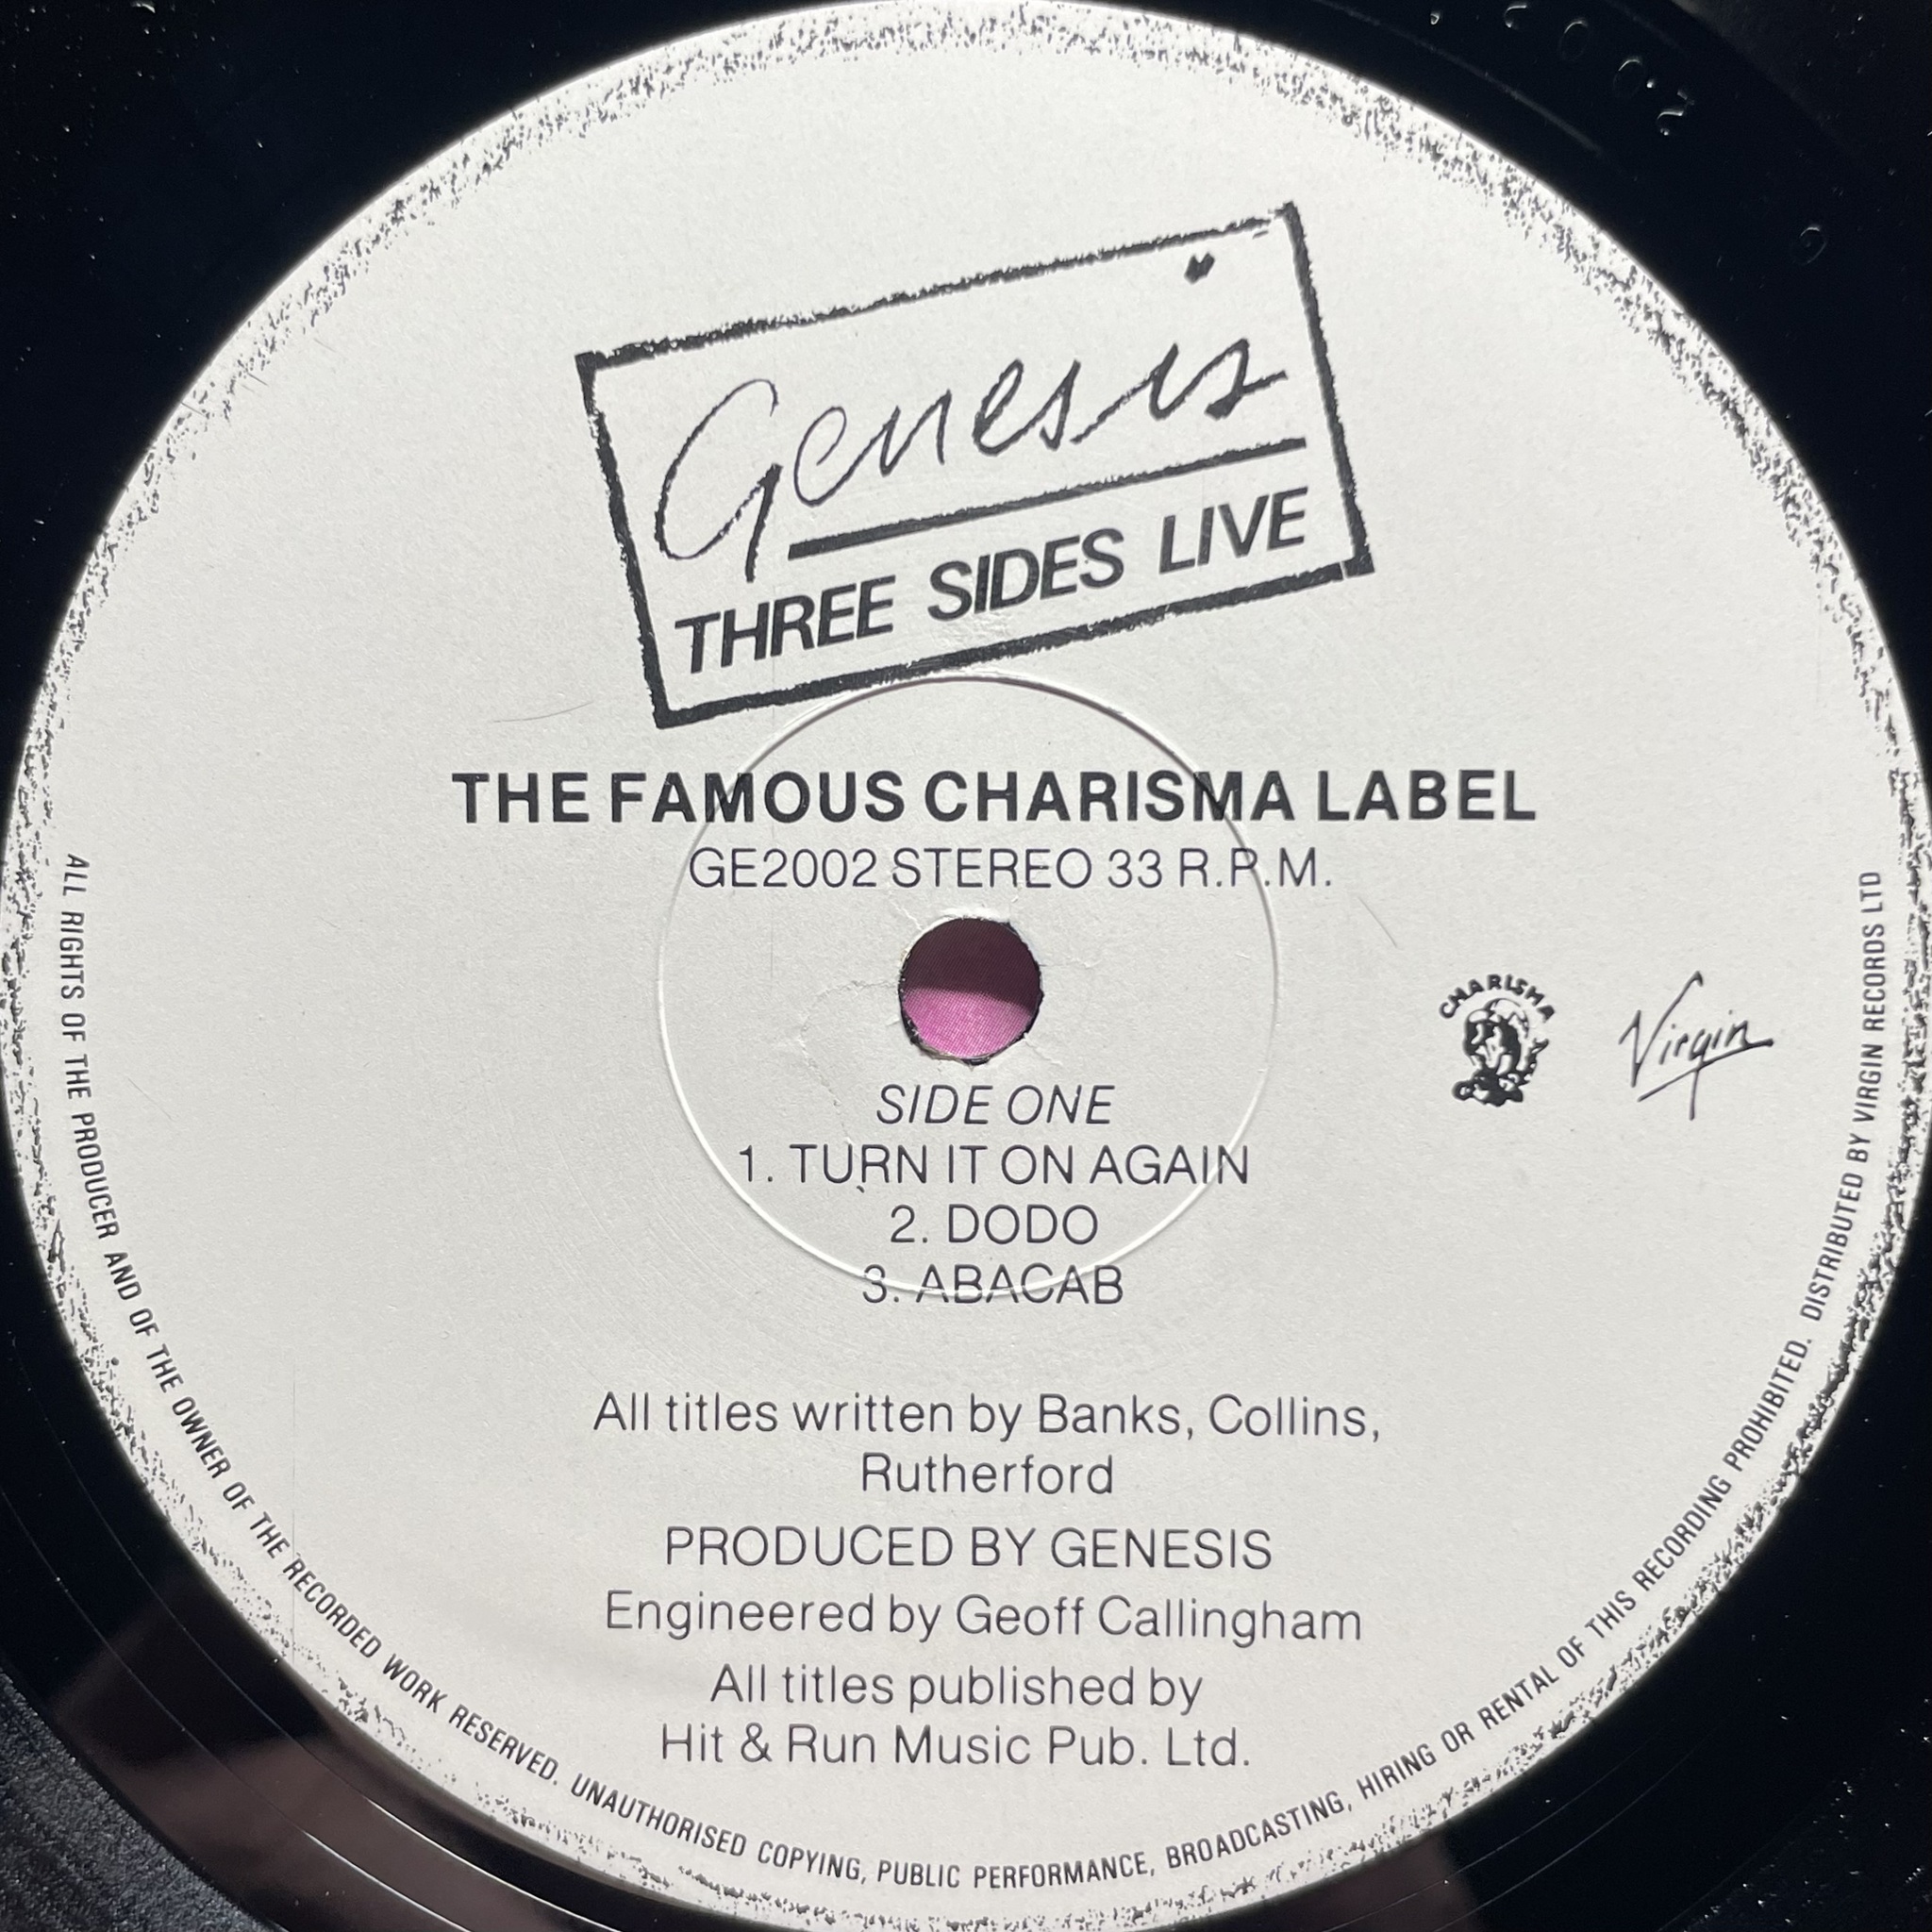 Genesis
THREE SIDES LIVE
THE FAMOUS CHARISMA LABEL
GE2002 STEREO 33 R.P.M.
CHARISMA
Virgin
SIDE ONE
1. TURN IT ON AGAIN
2. DODO
3. ABACAB
All titles written by Banks, Collins,
Rutherford
PRODUCED BY GENESIS
Engineered by Geoff Callingham
All titles published by
Hit & Run Music Pub. Ltd.
ALL RIGHTS OF THE PRODUCER AND OF THE OWNER OF THE RECORDED WORK RESERVED. UNAUTHORISED COPYING, PUBLIC PERFORMANCE, BROADCASTING, HIRING OR RENTAL OF THIS RECORDING PROHIBITED. DISTRIBUTED BY VIRGIN RECORDS LTD